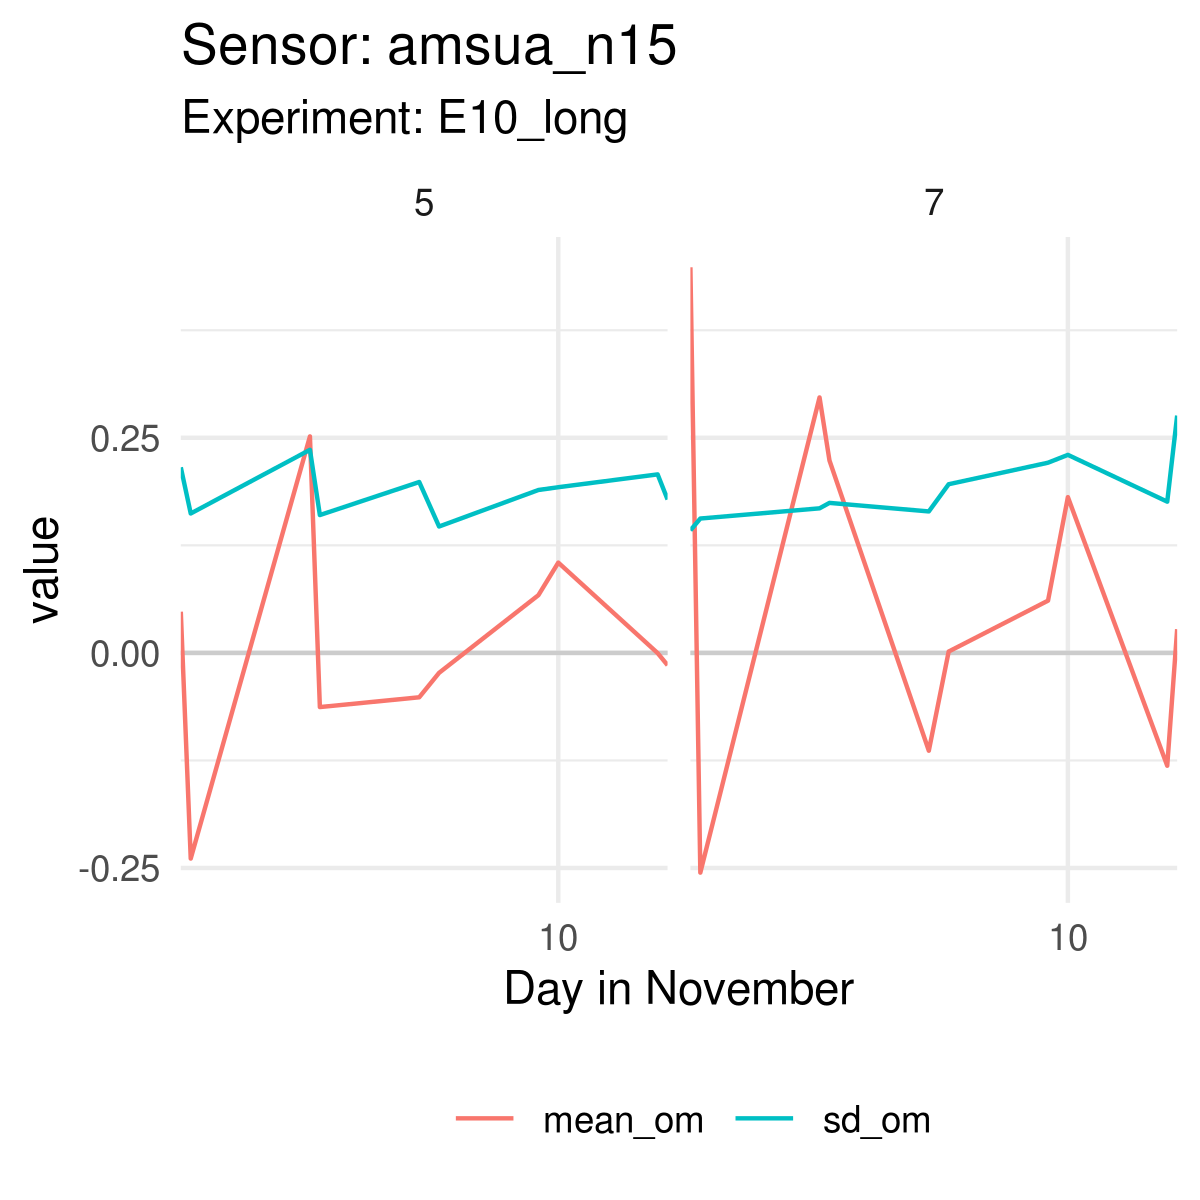 Sensor: amsua_n15
Experiment: E10_long
5 7
0.25
0.00
-0.25
value
10 10
Day in November
mean_om sd_om